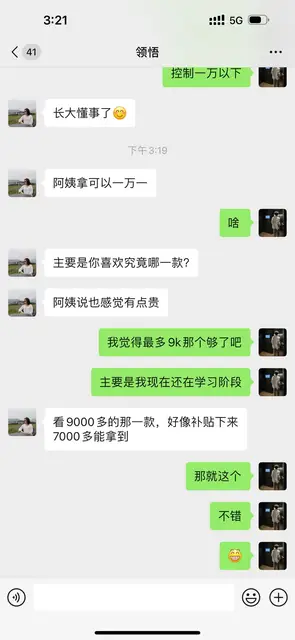 3:21
5G
41
领悟
控制一万以下
长大懂事了😊
下午3:19
阿姨拿可以一万一
啥
主要是你喜欢究竟哪一款?
阿姨说也感觉有点贵
我觉得最多9k那个够了吧
主要是我现在还在学习阶段
看9000多的那一款，好像补贴下来
7000多能拿到
那就这个
不错
😂